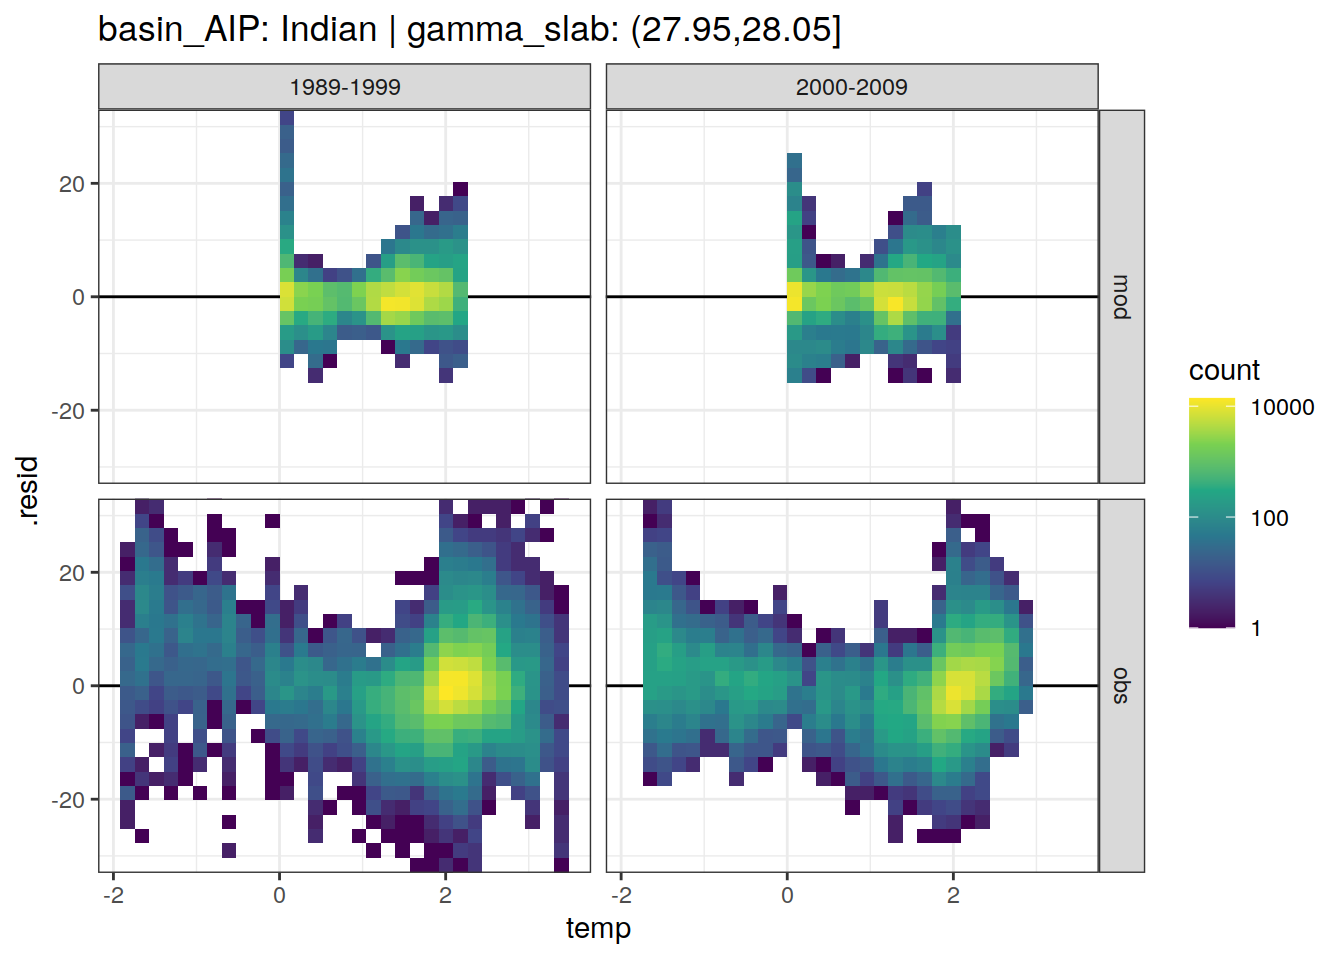 basin_AIP: Indian | gamma_slab: (27.95,28.05]
1989-1999
2000-2009
20
0
-20
mod
20
0
-20
obs
-2
0
2
-2
0
2
temp
.resid
count
10000
100
1